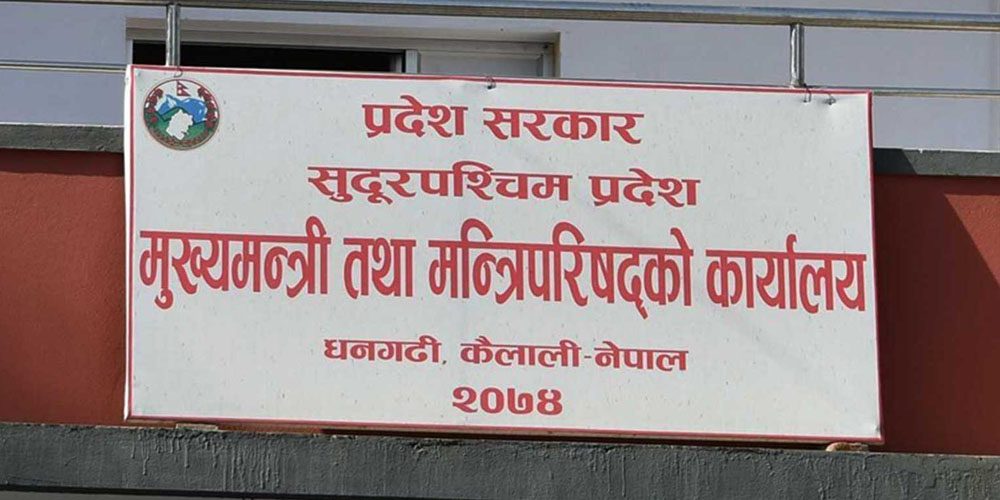 प्रदेश सरकार
सुदूरपश्चिम प्रदेश
मुख्यमन्त्री तथा मन्त्रिपरिषद्को कार्यालय
धनगढी, कैलाली-नेपाल
२०७४